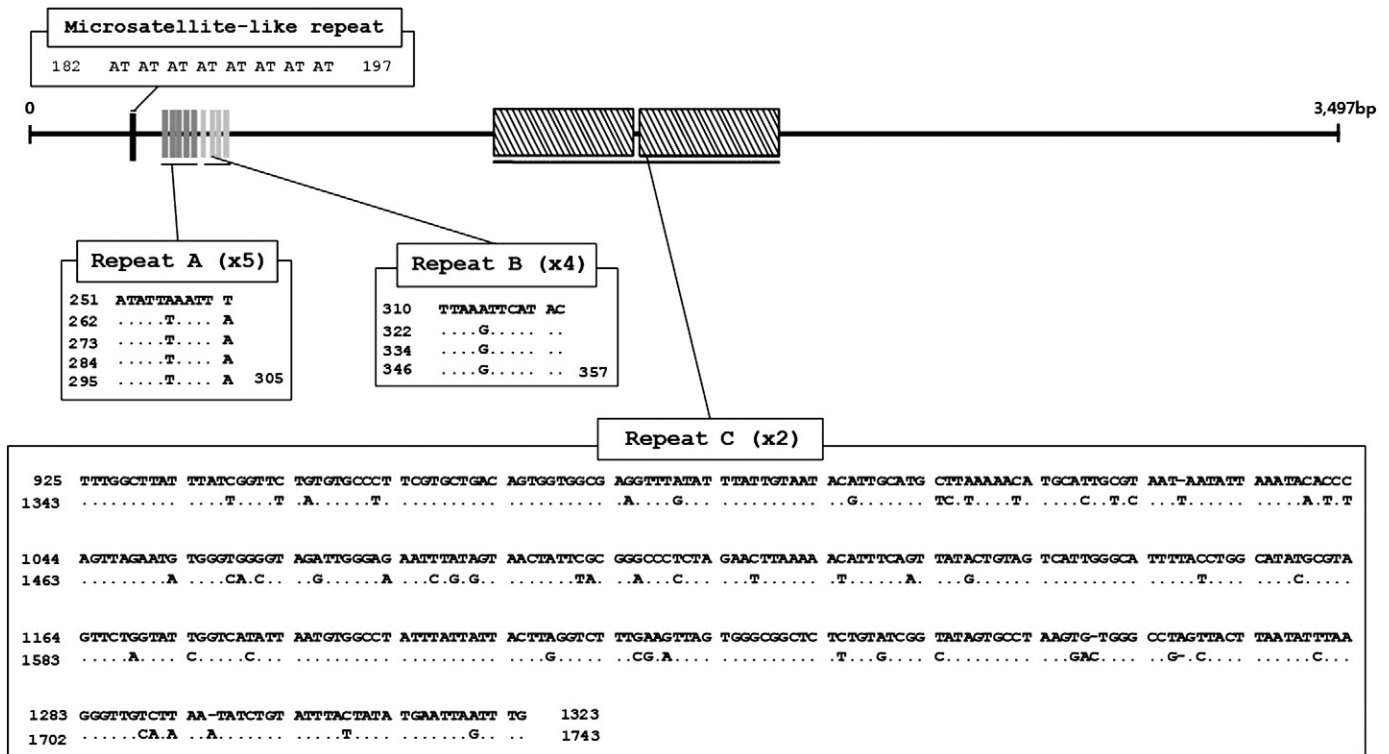 Microsatellite-like repeat
182 AT AT AT AT AT AT AT AT 197
0
3,497bp
Repeat A (x5)
251 ATATTAAATT T
262 .....T.... A
273 .....T.... A
284 .....T.... A
295 .....T.... A 305
Repeat B (x4)
310 TTAAATTCAT AC
322 ....G..... ..
334 ....G..... ..
346 ....G..... .. 357
Repeat C (x2)
925 TTTGGCTTAT TTATCGGTTC TGTGTGCCCT TCGTGCTGAC AGTGGTGGCG AGGTTTATAT TTATTGTAAT ACATTGCATG CTTAAAAACA TGCATTGCGT AAT-AATATT AAATACACCC
1343 .......... ....T....T .A......T. .......... .......... .A....G... .......... ..G....... TC.T....T. ....C..T.C ...T...... .....A.T.T
1044 AGTTAGAATG TGGGTGGGGT AGATTGGGAG AATTTATAGT AACTATTCGC GGGCCCTCTA GAACTTAAAA ACATTTCAGT TATACTGTAG TCATTGGGCA TTTTACCTGG CATATGCGTA
1463 .........A ....CA.C.. ..G......A ...C.G.G.. .......TA. ..A...C... ...T...... .T......A. ...G...... .......... .....T.... ....C.....
1164 GTTCTGGTAT TGGTCATATT AATGTGGCCT ATTTATTATT ACTTAGGTCT TTGAAGTTAG TGGGCGGCTC TCTGTATCGG TATAGTGCCT AAGTG-TGGG CCTAGTTACT TAATATTTAA
1583 .....A.... C.....C... .......... .......... ....G..... ..CG.A.... .......... .T...G.... C......... ...GAC.... ..G-.C.... ......C...
1283 GGGTTGTCTT AA-TATCTGT ATTTACTATA TGAATTAATT TG 1323
1702 ......CA.A ..A....... .....T.... .......G.. .. 1743